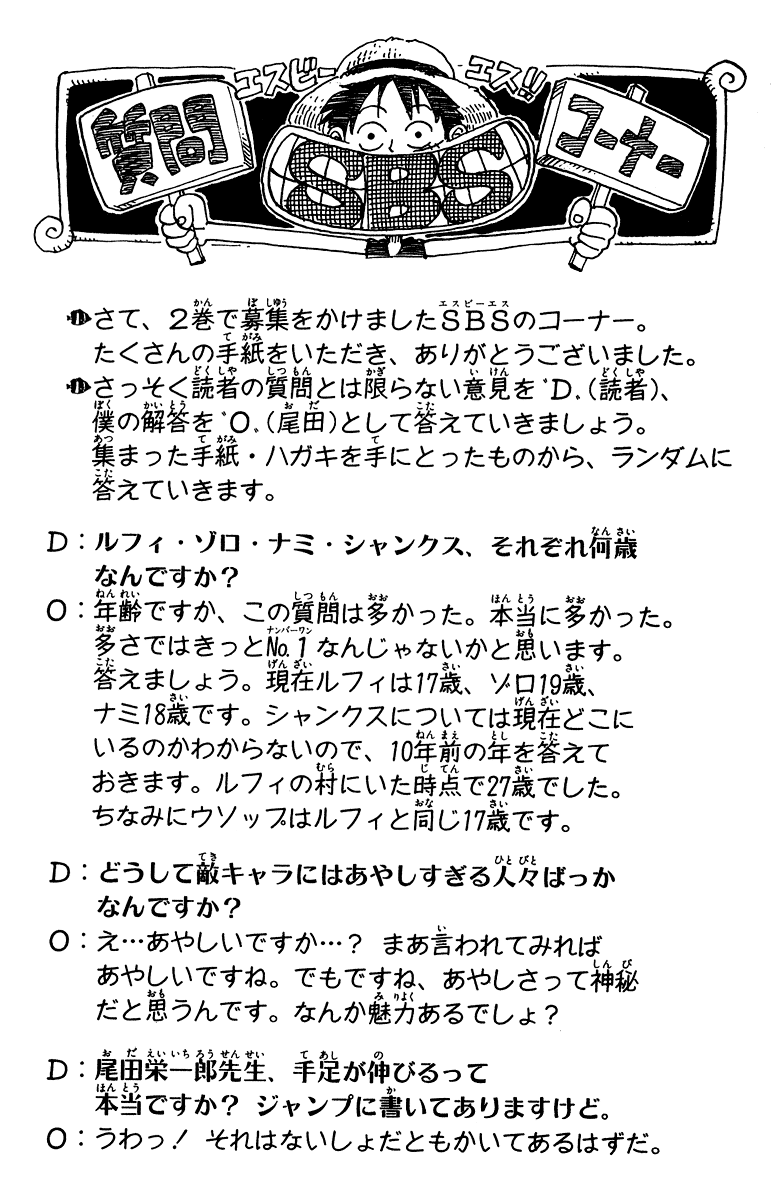 エスビーエス!!
質問
SBS
コーナー
さて、2巻で募集をかけましたSBSのコーナー。
たくさんの手紙をいただき、ありがとうございました。
さっそく読者の質問とは限らない意見を‘D.(読者)、
僕の解答を‘O.(尾田)として答えていきましょう。
集まった手紙・ハガキを手にとったものから、ランダムに
答えていきます。
D:ルフィ・ゾロ・ナミ・シャンクス、それぞれ何歳
なんですか?
O:年齢ですか、この質問は多かった。本当に多かった。
多さではきっとNo.1なんじゃないかと思います。
答えましょう。現在ルフィは17歳、ゾロ19歳、
ナミ18歳です。シャンクスについては現在どこに
いるのかわからないので、10年前の年を答えて
おきます。ルフィの村にいた時点で27歳でした。
ちなみにウソップはルフィと同じ17歳です。
D:どうして敵キャラにはあやしすぎる人々ばっか
なんですか?
O:え…あやしいですか…? まあ言われてみれば
あやしいですね。でもですね、あやしさって神秘
だと思うんです。なんか魅力あるでしょ?
D:尾田栄一郎先生、手足が伸びるって
本当ですか? ジャンプに書いてありますけど。
O:うわっ! それはないしょだともかいてあるはずだ。